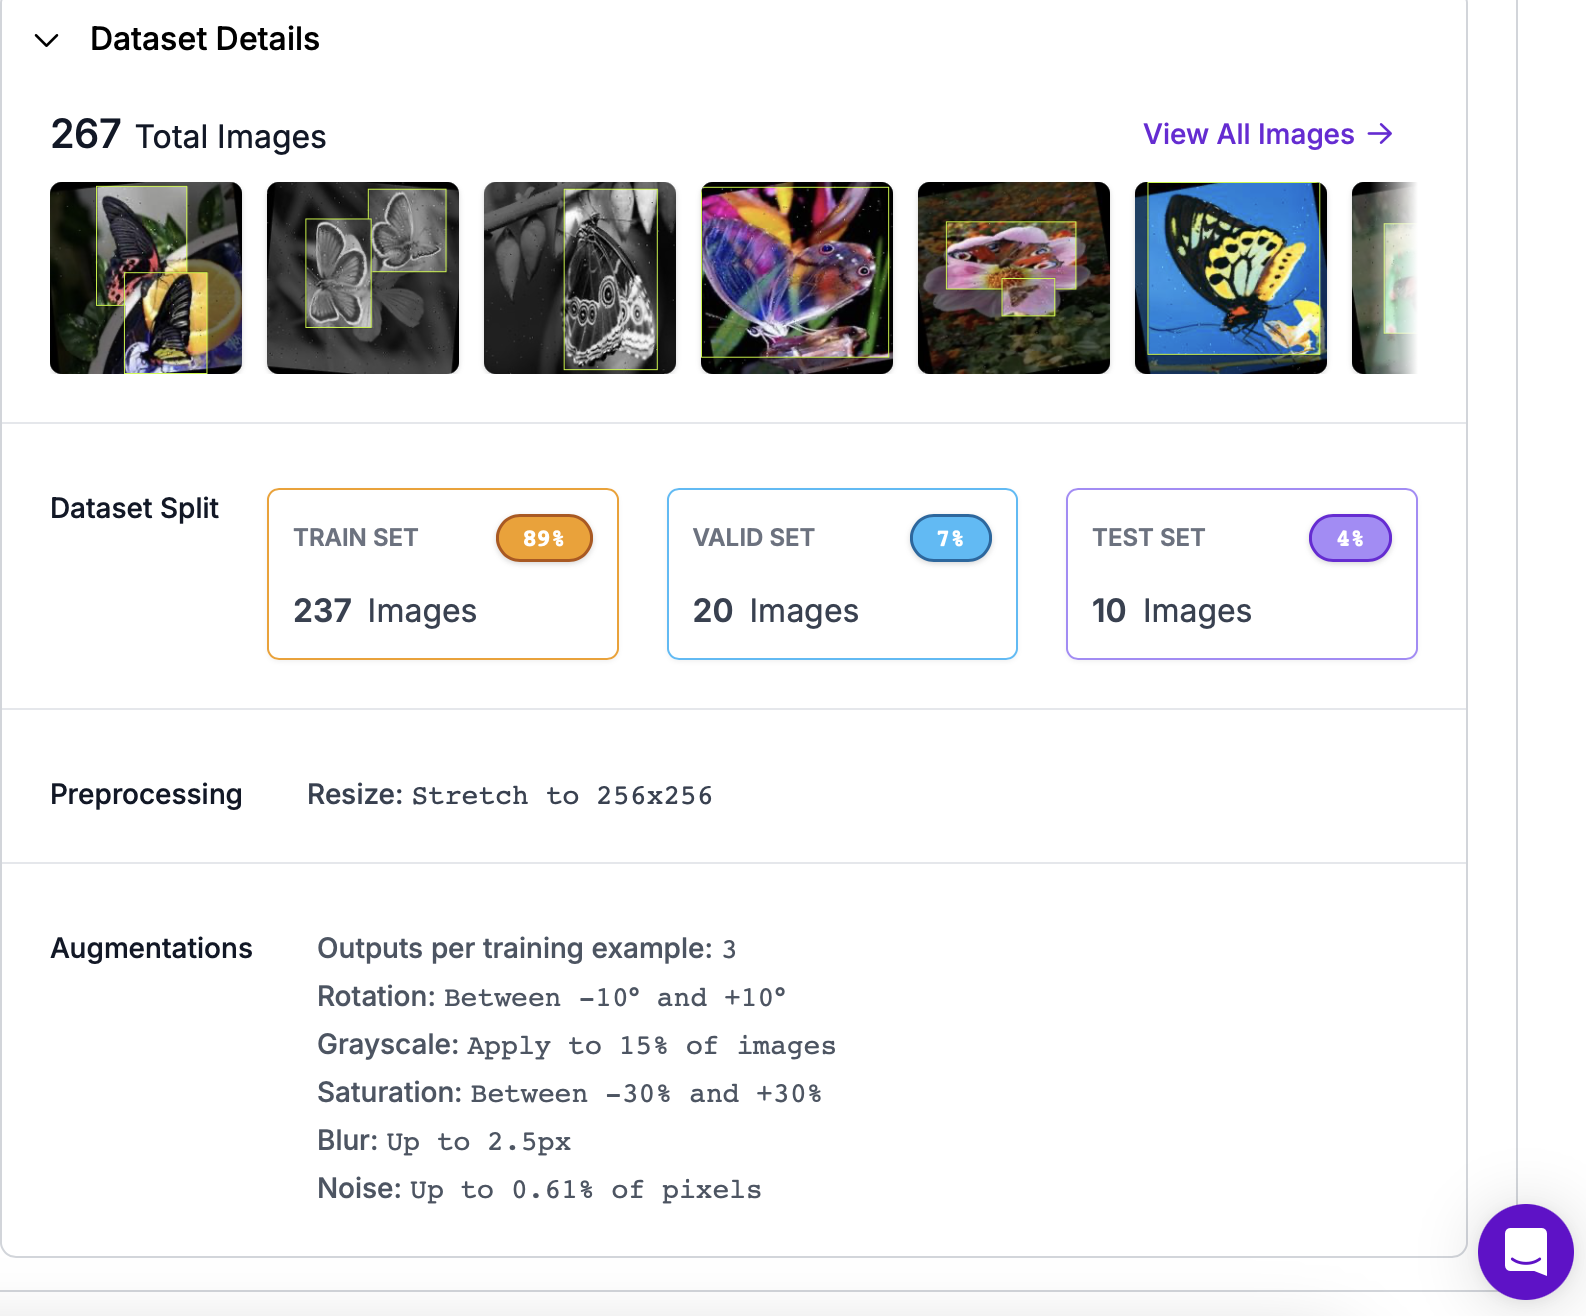 Dataset Details
267 Total Images
View All Images →
Dataset Split
TRAIN SET 89%
237 Images
VALID SET 7%
20 Images
TEST SET 4%
10 Images
Preprocessing
Resize: Stretch to 256x256
Augmentations
Outputs per training example: 3
Rotation: Between -10° and +10°
Grayscale: Apply to 15% of images
Saturation: Between -30% and +30%
Blur: Up to 2.5px
Noise: Up to 0.61% of pixels